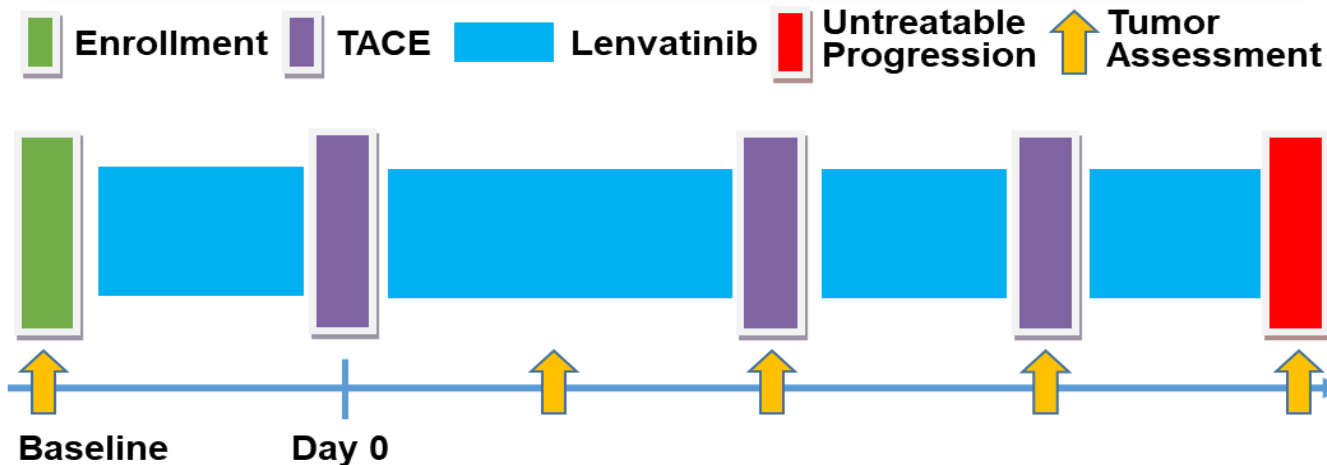 Enrollment TACE Lenvatinib Untreatable Progression Tumor Assessment
Baseline Day 0